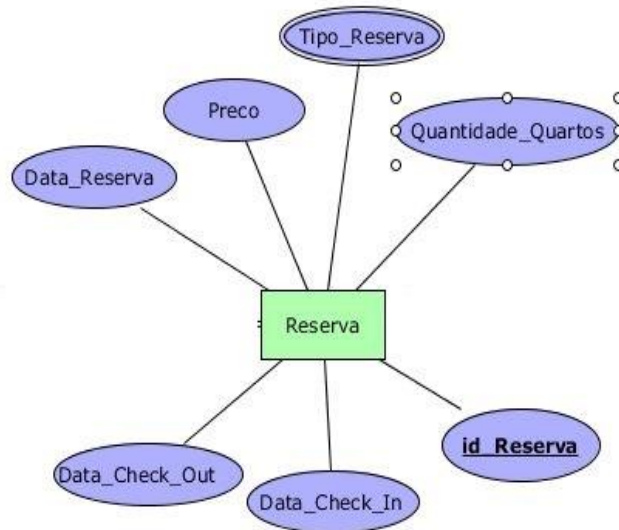 Tipo_Reserva
Preco
Quantidade_Quartos
Data_Reserva
Reserva
id_Reserva
Data_Check_Out
Data_Check_In